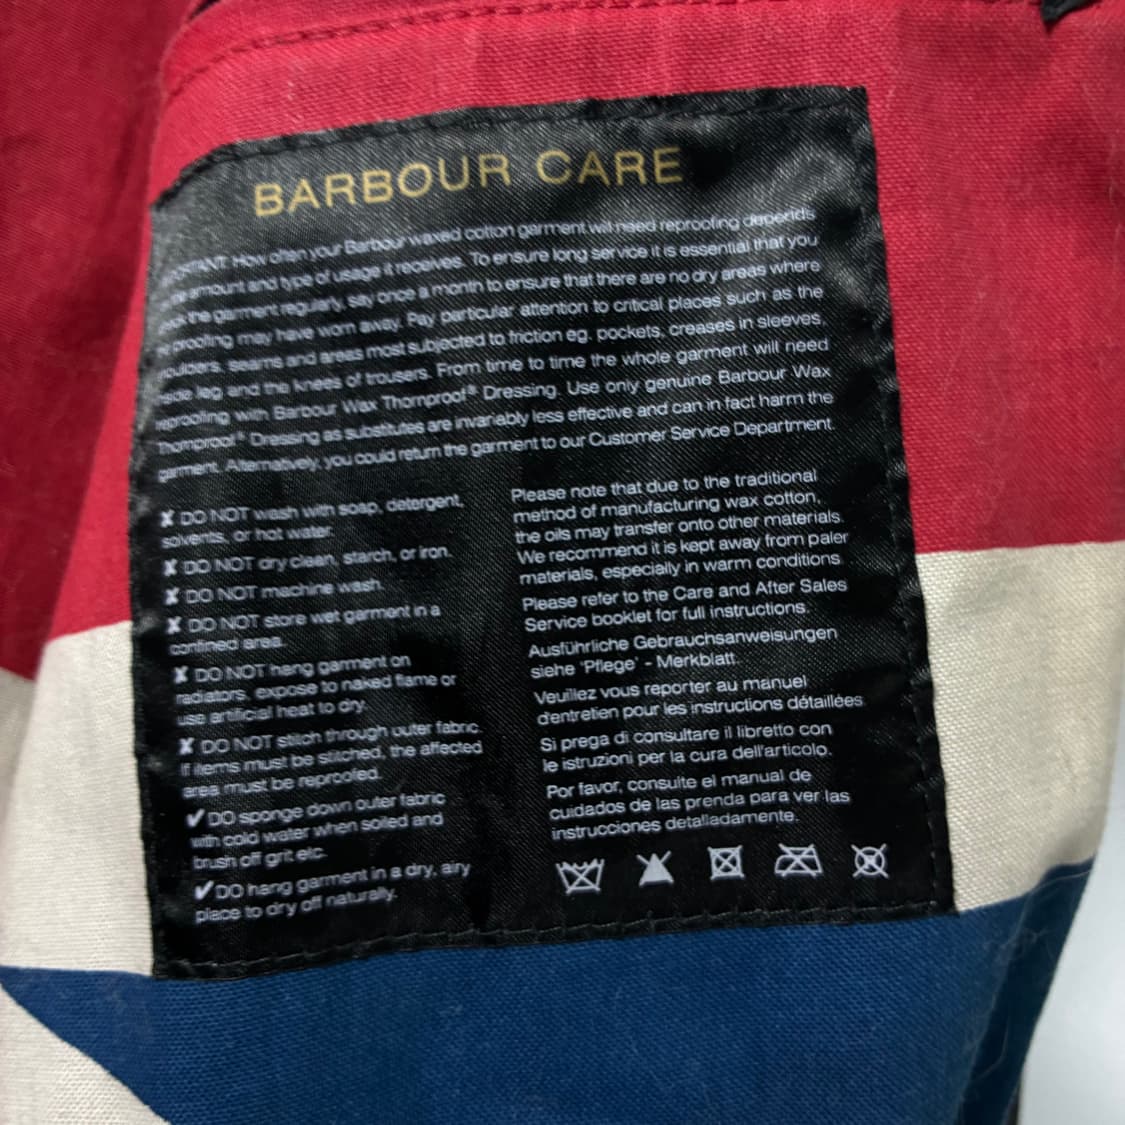 BARBOUR CARE
How often your Barbour waxed cotton garment will need reproofing depends
amount and type of usage it receives. To ensure long service it is essential that you
the garment regularly, say once a month to ensure that there are no dry areas where
proofing may have worn away. Pay particular attention to critical places such as the
seams and areas most subjected to friction eg. pockets, creases in sleeves,
leg and the knees of trousers. From time to time the whole garment will need
reproofing with Barbour Wax Thornproof® Dressing. Use only genuine Barbour Wax
Thornproof® Dressing as substitutes are invariably less effective and can in fact harm the
garment. Alternatively, you could return the garment to our Customer Service Department.
✘ DO NOT wash with soap, detergent,
solvents, or hot water.
✘ DO NOT dry clean, starch, or iron.
✘ DO NOT machine wash.
✘ DO NOT store wet garment in a
confined area.
✘ DO NOT hang garment on
radiators, expose to naked flame or
use artificial heat to dry.
✘ DO NOT stitch through outer fabric.
If items must be stitched, the affected
area must be reproofed.
✔ DO sponge down outer fabric
with cold water when soiled and
brush off grit etc.
✔ DO hang garment in a dry, airy
place to dry off naturally.
Please note that due to the traditional
method of manufacturing wax cotton,
the oils may transfer onto other materials.
We recommend it is kept away from paler
materials, especially in warm conditions.
Please refer to the Care and After Sales
Service booklet for full instructions.
Ausführliche Gebrauchsanweisungen
siehe 'Pflege' - Merkblatt.
Veuillez vous reporter au manuel
d'entretien pour les instructions détaillées.
Si prega di consultare il libretto con
le istruzioni per la cura dell'articolo.
Por favor, consulte el manual de
cuidados de las prenda para ver las
instrucciones detalladamente.